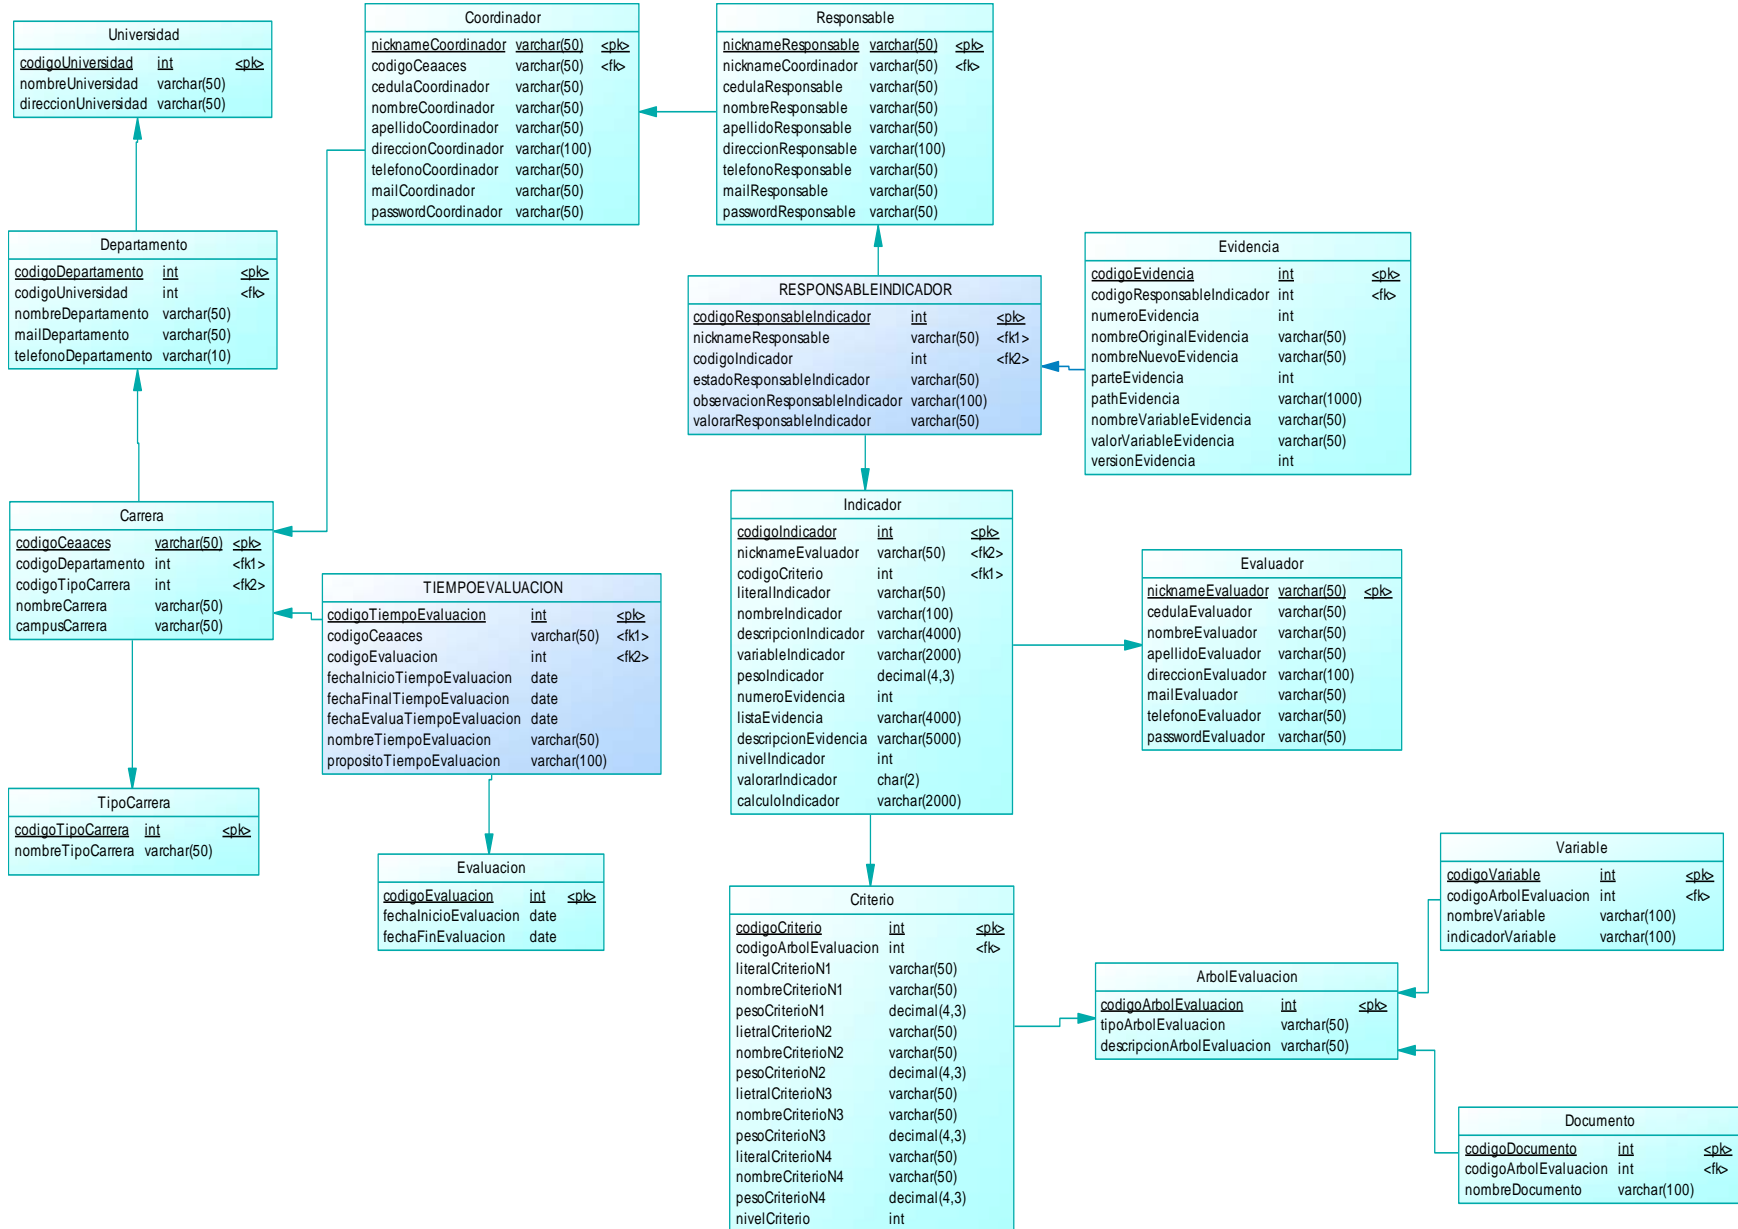 Universidad
codigoUniversidad int <pk>
nombreUniversidad varchar(50)
direccionUniversidad varchar(50)
Coordinador
nicknameCoordinador varchar(50) <pk>
codigoCeaaces varchar(50) <fk>
cedulaCoordinador varchar(50)
nombreCoordinador varchar(50)
apellidoCoordinador varchar(50)
direccionCoordinador varchar(100)
telefonoCoordinador varchar(50)
mailCoordinador varchar(50)
passwordCoordinador varchar(50)
Responsable
nicknameResponsable varchar(50) <pk>
nicknameCoordinador varchar(50) <fk>
cedulaResponsable varchar(50)
nombreResponsable varchar(50)
apellidoResponsable varchar(50)
direccionResponsable varchar(100)
telefonoResponsable varchar(50)
mailResponsable varchar(50)
passwordResponsable varchar(50)
Departamento
codigoDepartamento int <pk>
codigoUniversidad int <fk>
nombreDepartamento varchar(50)
mailDepartamento varchar(50)
telefonoDepartamento varchar(10)
RESPONSABLEINDICADOR
codigoResponsableIndicador int <pk>
nicknameResponsable varchar(50) <fk1>
codigoIndicador int <fk2>
estadoResponsableIndicador varchar(50)
observacionResponsableIndicador varchar(100)
valorarResponsableIndicador varchar(50)
Evidencia
codigoEvidencia int <pk>
codigoResponsableIndicador int <fk>
numeroEvidencia int
nombreOriginalEvidencia varchar(50)
nombreNuevoEvidencia varchar(50)
parteEvidencia int
pathEvidencia varchar(1000)
nombreVariableEvidencia varchar(50)
valorVariableEvidencia varchar(50)
versionEvidencia int
Carrera
codigoCeaaces varchar(50) <pk>
codigoDepartamento int <fk1>
codigoTipoCarrera int <fk2>
nombreCarrera varchar(50)
campusCarrera varchar(50)
TIEMPOEVALUACION
codigoTiempoEvaluacion int <pk>
codigoCeaaces varchar(50) <fk1>
codigoEvaluacion int <fk2>
fechaInicioTiempoEvaluacion date
fechaFinalTiempoEvaluacion date
fechaEvaluaTiempoEvaluacion date
nombreTiempoEvaluacion varchar(50)
propositoTiempoEvaluacion varchar(100)
Indicador
codigoIndicador int <pk>
nicknameEvaluador varchar(50) <fk2>
codigoCriterio int <fk1>
literalIndicador varchar(50)
nombreIndicador varchar(100)
descripcionIndicador varchar(4000)
variableIndicador varchar(2000)
pesoIndicador decimal(4,3)
numeroEvidencia int
listaEvidencia varchar(4000)
descripcionEvidencia varchar(5000)
nivelIndicador int
valorarIndicador char(2)
calculoIndicador varchar(2000)
Evaluador
nicknameEvaluador varchar(50) <pk>
cedulaEvaluador varchar(50)
nombreEvaluador varchar(50)
apellidoEvaluador varchar(50)
direccionEvaluador varchar(100)
mailEvaluador varchar(50)
telefonoEvaluador varchar(50)
passwordEvaluador varchar(50)
TipoCarrera
codigoTipoCarrera int <pk>
nombreTipoCarrera varchar(50)
Evaluacion
codigoEvaluacion int <pk>
fechaInicioEvaluacion date
fechaFinEvaluacion date
Criterio
codigoCriterio int <pk>
codigoArbolEvaluacion int <fk>
literalCriterioN1 varchar(50)
nombreCriterioN1 varchar(50)
pesoCriterioN1 decimal(4,3)
lietralCriterioN2 varchar(50)
nombreCriterioN2 varchar(50)
pesoCriterioN2 decimal(4,3)
lietralCriterioN3 varchar(50)
nombreCriterioN3 varchar(50)
pesoCriterioN3 decimal(4,3)
literalCriterioN4 varchar(50)
nombreCriterioN4 varchar(50)
pesoCriterioN4 decimal(4,3)
nivelCriterio int
Variable
codigoVariable int <pk>
codigoArbolEvaluacion int <fk>
nombreVariable varchar(100)
indicadorVariable varchar(100)
ArbolEvaluacion
codigoArbolEvaluacion int <pk>
tipoArbolEvaluacion varchar(50)
descripcionArbolEvaluacion varchar(50)
Documento
codigoDocumento int <pk>
codigoArbolEvaluacion int <fk>
nombreDocumento varchar(100)